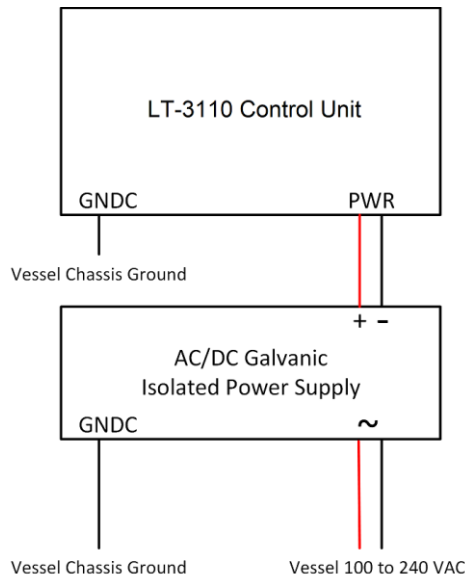 LT-3110 Control Unit
GNDC PWR
Vessel Chassis Ground
+ −
AC/DC Galvanic
Isolated Power Supply
GNDC ~
Vessel Chassis Ground Vessel 100 to 240 VAC